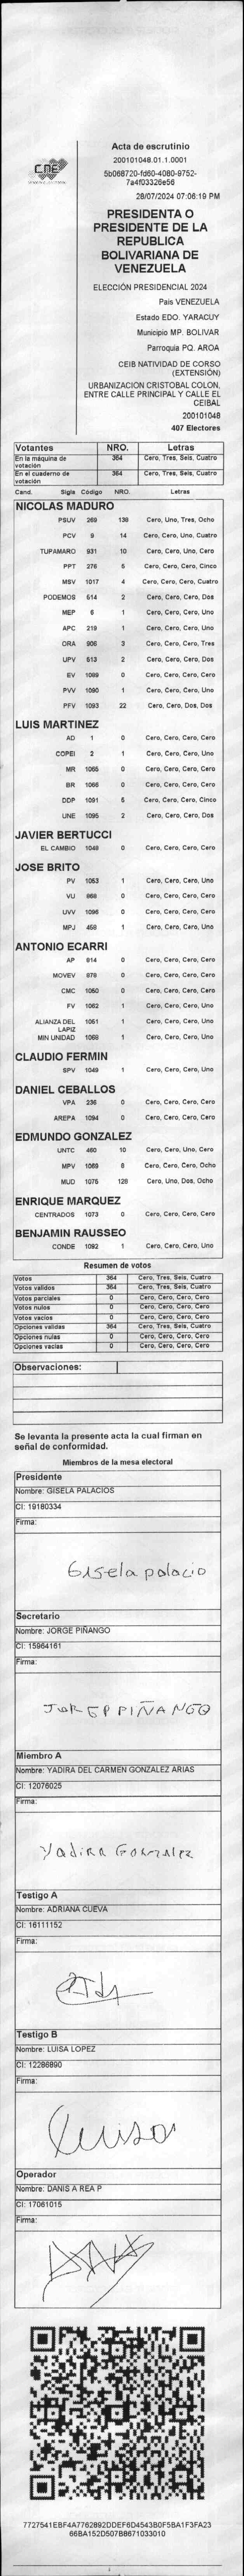 CNE
Acta de escrutinio
200101048.01.1.0001
5b068720-fd60-4080-9752-
7a4f03326e56
28/07/2024 07:06:19 PM
PRESIDENTA O
PRESIDENTE DE LA
REPUBLICA
BOLIVARIANA DE
VENEZUELA
ELECCIÓN PRESIDENCIAL 2024
Pais VENEZUELA
Estado EDO. YARACUY
Municipio MP. BOLIVAR
Parroquia PQ. AROA
CEIB NATIVIDAD DE CORSO
(EXTENSIÓN)
URBANIZACION CRISTOBAL COLON,
ENTRE CALLE PRINCIPAL Y CALLE EL
CEIBAL
200101048
407 Electores
Votantes NRO. Letras
En la máquina de votación 364 Cero, Tres, Seis, Cuatro
En el cuaderno de votación 364 Cero, Tres, Seis, Cuatro
Cand. Sigla Código NRO. Letras
NICOLAS MADURO
PSUV 269 138 Cero, Uno, Tres, Ocho
PCV 9 14 Cero, Cero, Uno, Cuatro
TUPAMARO 931 10 Cero, Cero, Uno, Cero
PPT 276 5 Cero, Cero, Cero, Cinco
MSV 1017 4 Cero, Cero, Cero, Cuatro
PODEMOS 514 2 Cero, Cero, Cero, Dos
MEP 6 1 Cero, Cero, Cero, Uno
APC 219 1 Cero, Cero, Cero, Uno
ORA 906 3 Cero, Cero, Cero, Tres
UPV 513 2 Cero, Cero, Cero, Dos
EV 1089 0 Cero, Cero, Cero, Cero
PVV 1090 1 Cero, Cero, Cero, Uno
PFV 1093 22 Cero, Cero, Dos, Dos
LUIS MARTINEZ
AD 1 0 Cero, Cero, Cero, Cero
COPEI 2 1 Cero, Cero, Cero, Uno
MR 1065 0 Cero, Cero, Cero, Cero
BR 1066 0 Cero, Cero, Cero, Cero
DDP 1091 5 Cero, Cero, Cero, Cinco
UNE 1095 2 Cero, Cero, Cero, Dos
JAVIER BERTUCCI
EL CAMBIO 1048 0 Cero, Cero, Cero, Cero
JOSE BRITO
PV 1053 1 Cero, Cero, Cero, Uno
VU 868 0 Cero, Cero, Cero, Cero
UVV 1096 0 Cero, Cero, Cero, Cero
MPJ 458 1 Cero, Cero, Cero, Uno
ANTONIO ECARRI
AP 914 0 Cero, Cero, Cero, Cero
MOVEV 979 0 Cero, Cero, Cero, Cero
CMC 1050 0 Cero, Cero, Cero, Cero
FV 1062 1 Cero, Cero, Cero, Uno
ALIANZA DEL LAPIZ 1051 1 Cero, Cero, Cero, Uno
MIN UNIDAD 1068 1 Cero, Cero, Cero, Uno
CLAUDIO FERMIN
SPV 1049 1 Cero, Cero, Cero, Uno
DANIEL CEBALLOS
VPA 236 0 Cero, Cero, Cero, Cero
AREPA 1094 0 Cero, Cero, Cero, Cero
EDMUNDO GONZALEZ
UNTC 460 10 Cero, Cero, Uno, Cero
MPV 1069 8 Cero, Cero, Cero, Ocho
MUD 1075 128 Cero, Uno, Dos, Ocho
ENRIQUE MARQUEZ
CENTRADOS 1073 0 Cero, Cero, Cero, Cero
BENJAMIN RAUSSEO
CONDE 1092 1 Cero, Cero, Cero, Uno
Resumen de votos
Votos 364 Cero, Tres, Seis, Cuatro
Votos validos 364 Cero, Tres, Seis, Cuatro
Votos parciales 0 Cero, Cero, Cero, Cero
Votos nulos 0 Cero, Cero, Cero, Cero
Votos vacios 0 Cero, Cero, Cero, Cero
Opciones validas 364 Cero, Tres, Seis, Cuatro
Opciones nulas 0 Cero, Cero, Cero, Cero
Opciones vacias 0 Cero, Cero, Cero, Cero
Observaciones:
Se levanta la presente acta la cual firman en
señal de conformidad.
Miembros de la mesa electoral
Presidente
Nombre: GISELA PALACIOS
CI: 19180334
Firma:
Gisela palacio
Secretario
Nombre: JORGE PIÑANGO
CI: 15964161
Firma:
JORGE PIÑANGO
Miembro A
Nombre: YADIRA DEL CARMEN GONZALEZ ARIAS
CI: 12076025
Firma:
Yadira Gonzalez
Testigo A
Nombre: ADRIANA CUEVA
CI: 16111152
Firma:
Testigo B
Nombre: LUISA LOPEZ
CI: 12286890
Firma:
Luisa
Operador
Nombre: DANIS A REA P
CI: 17061015
Firma:
7727541EBF4A7762892DDEF6D4543B0F5BA1F3FA23
66BA152D507B8671033010